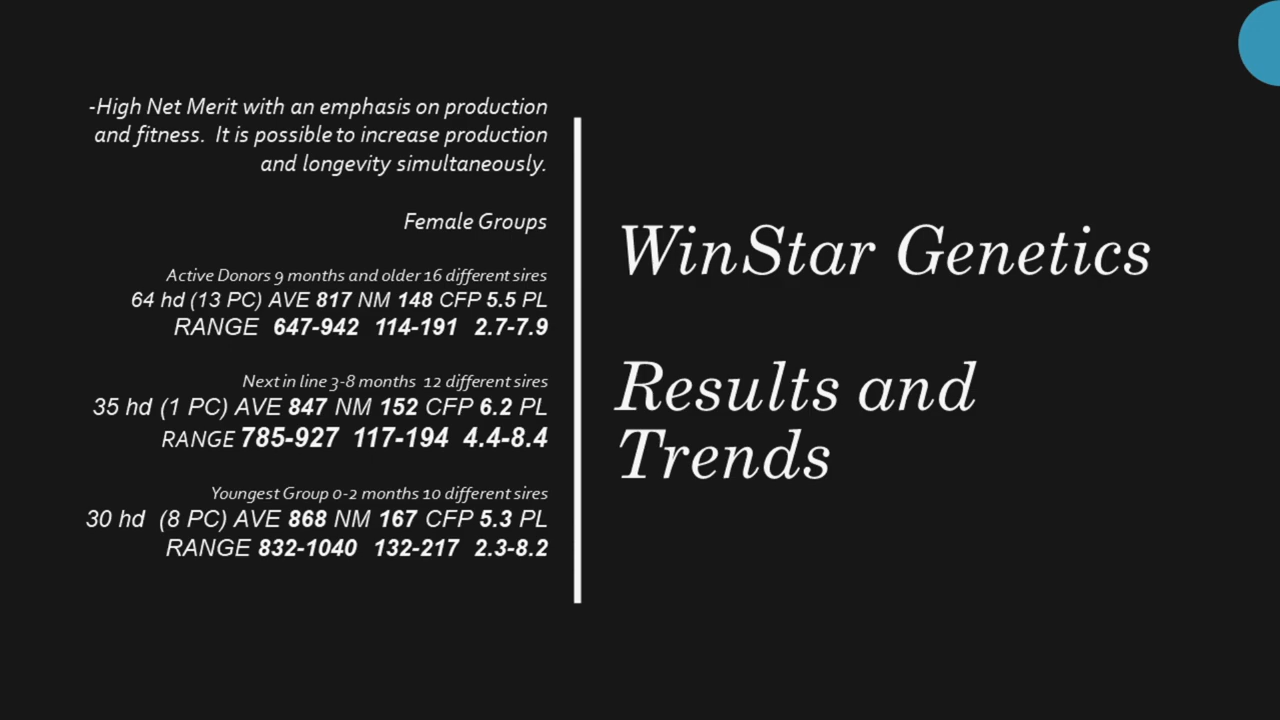 -High Net Merit with an emphasis on production
and fitness. It is possible to increase production
and longevity simultaneously.
Female Groups
Active Donors 9 months and older 16 different sires
64 hd (13 PC) AVE 817 NM 148 CFP 5.5 PL
RANGE 647-942 114-191 2.7-7.9
Next in line 3-8 months 12 different sires
35 hd (1 PC) AVE 847 NM 152 CFP 6.2 PL
RANGE 785-927 117-194 4.4-8.4
Youngest Group 0-2 months 10 different sires
30 hd (8 PC) AVE 868 NM 167 CFP 5.3 PL
RANGE 832-1040 132-217 2.3-8.2
WinStar Genetics
Results and
Trends